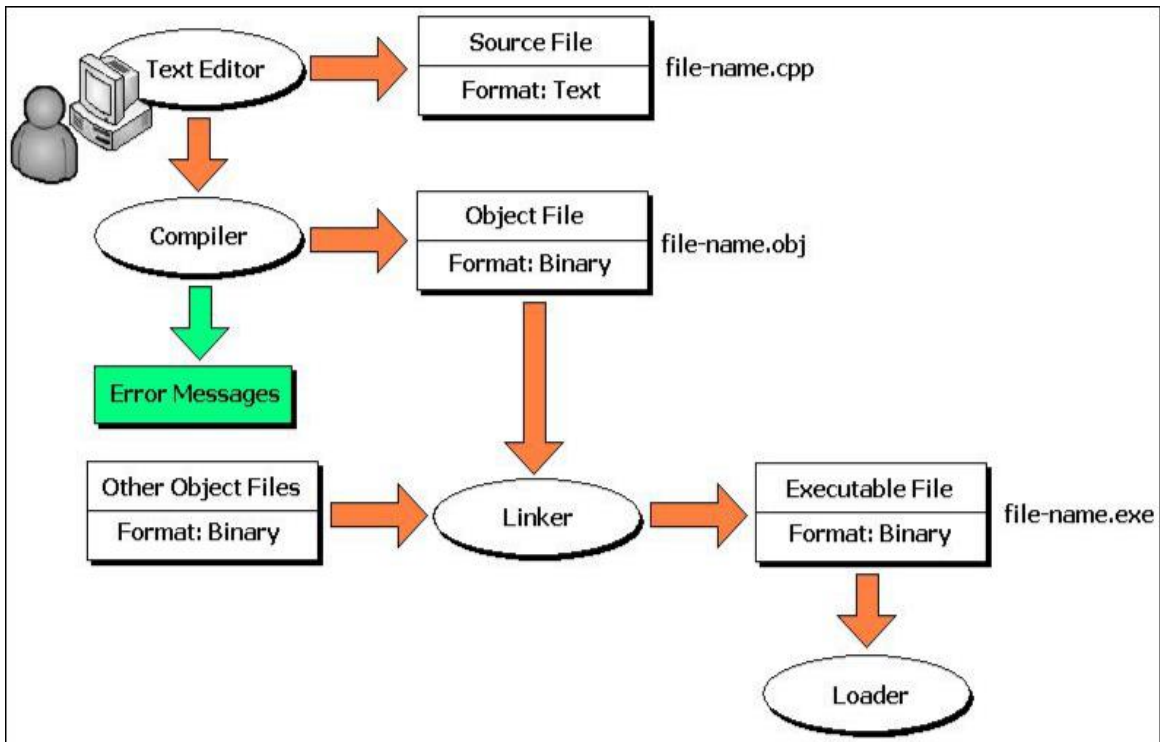 Text Editor
Source File
Format: Text
file-name.cpp
Compiler
Object File
Format: Binary
file-name.obj
Error Messages
Other Object Files
Format: Binary
Linker
Executable File
Format: Binary
file-name.exe
Loader